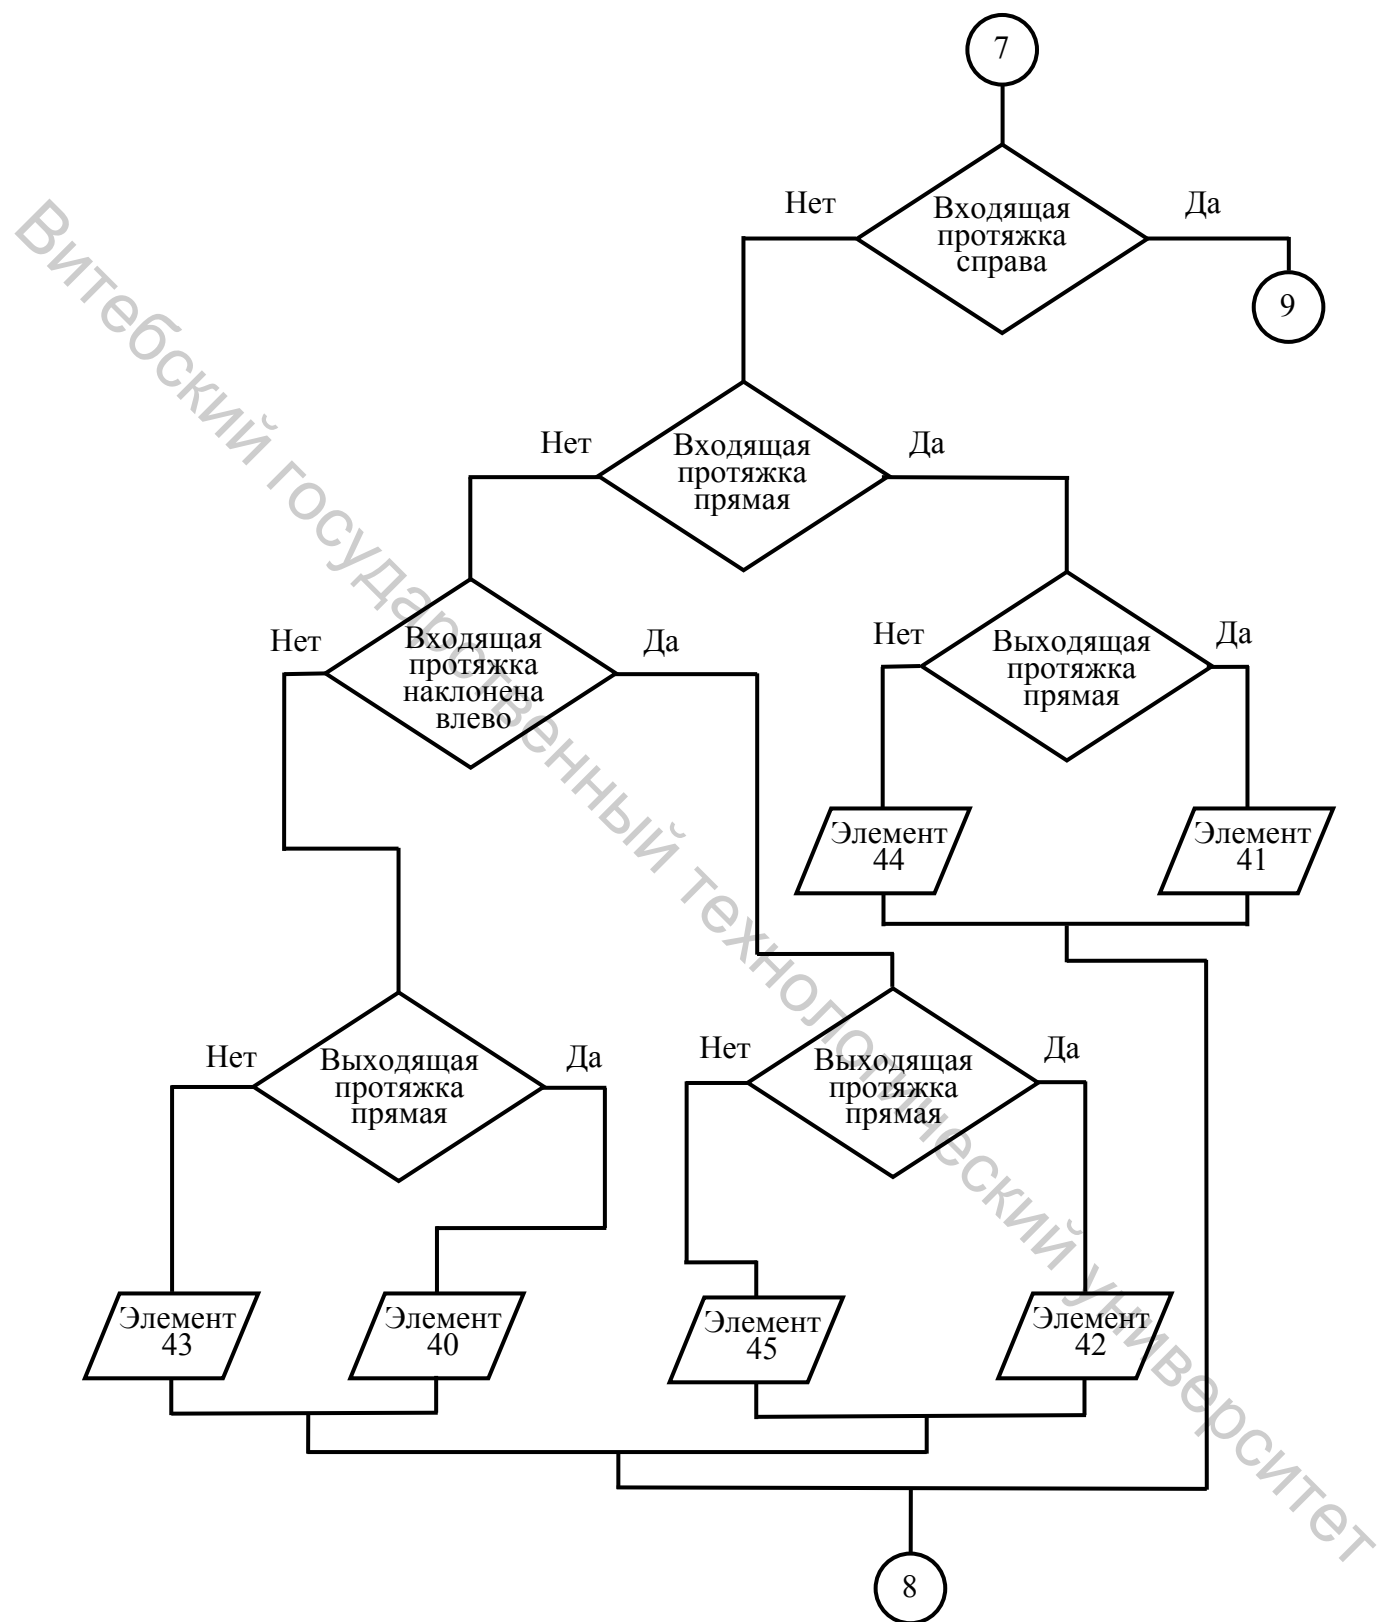 7
Нет
Да
Входящая
протяжка
справа
9
Нет
Да
Входящая
протяжка
прямая
Нет
Да
Входящая
протяжка
наклонена
влево
Нет
Да
Выходящая
протяжка
прямая
Элемент
44
Элемент
41
Нет
Да
Выходящая
протяжка
прямая
Нет
Да
Выходящая
протяжка
прямая
Элемент
43
Элемент
40
Элемент
45
Элемент
42
8
Витебский государственный технологический университет